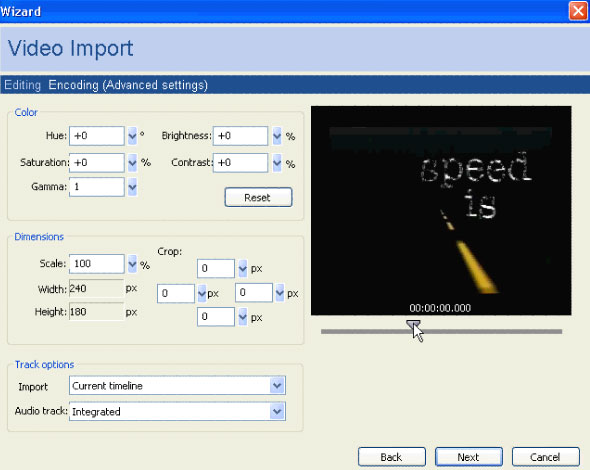 Wizard
Video Import
Editing Encoding (Advanced settings)
Color
Hue: +0 ° Brightness: +0 %
Saturation: +0 % Contrast: +0 %
Gamma: 1
Reset
speed
is
00:00:00.000
Dimensions
Crop:
Scale: 100 %
0 px
Width: 240 px
0 px 0 px
Height: 180 px
0 px
Track options
Import Current timeline
Audio track: Integrated
Back Next Cancel